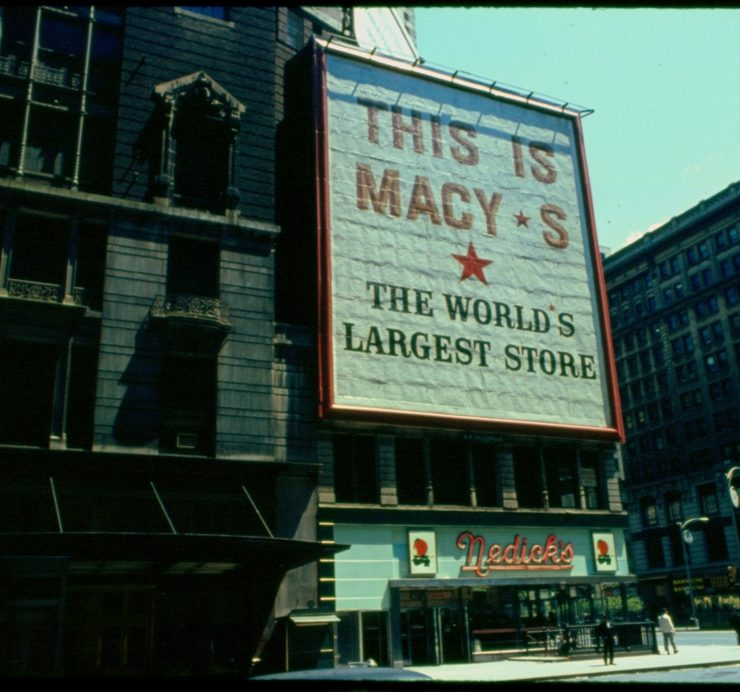 THIS IS
MACY★S
★
THE WORLD'S
LARGEST STORE
Nedick's